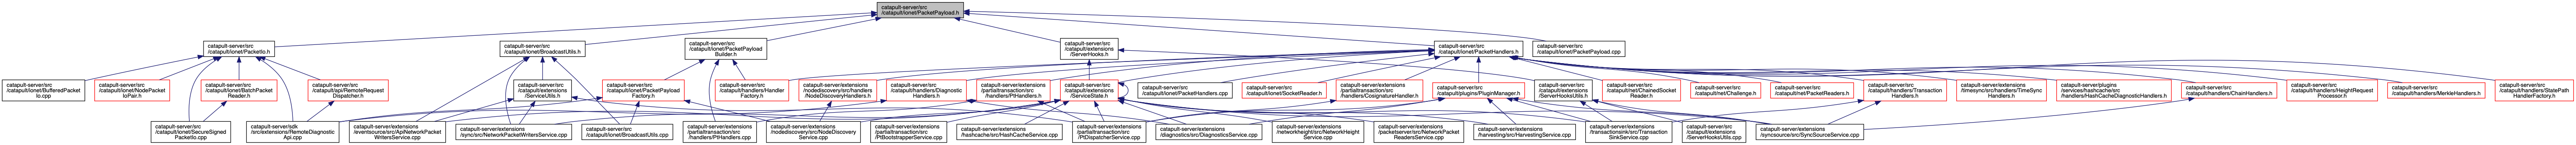 catapult-server/src
/catapult/ionet/PacketPayload.h
catapult-server/src
/catapult/ionet/PacketIo.h
catapult-server/src
/catapult/ionet/BroadcastUtils.h
catapult-server/src
/catapult/ionet/PacketPayload
Builder.h
catapult-server/src
/catapult/extensions
/ServerHooks.h
catapult-server/src
/catapult/ionet/PacketHandlers.h
catapult-server/src
/catapult/ionet/PacketPayload.cpp
catapult-server/src
/catapult/ionet/BufferedPacket
Io.cpp
catapult-server/src
/catapult/ionet/NodePacket
IoPair.h
catapult-server/src
/catapult/ionet/BatchPacket
Reader.h
catapult-server/src
/catapult/api/RemoteRequest
Dispatcher.h
catapult-server/src
/catapult/extensions
/ServiceUtils.h
catapult-server/src
/catapult/ionet/PacketPayload
Factory.h
catapult-server/src
/catapult/handlers/Handler
Factory.h
catapult-server/extensions
/nodediscovery/src/handlers
/NodeDiscoveryHandlers.h
catapult-server/src
/catapult/handlers/Diagnostic
Handlers.h
catapult-server/extensions
/partialtransaction/src
/handlers/PtHandlers.h
catapult-server/src
/catapult/extensions
/ServiceState.h
catapult-server/src
/catapult/ionet/PacketHandlers.cpp
catapult-server/src
/catapult/ionet/SocketReader.h
catapult-server/extensions
/partialtransaction/src
/handlers/CosignatureHandler.h
catapult-server/src
/catapult/plugins/PluginManager.h
catapult-server/src
/catapult/extensions
/ServerHooksUtils.h
catapult-server/src
/catapult/net/ChainedSocket
Reader.h
catapult-server/src
/catapult/net/Challenge.h
catapult-server/src
/catapult/net/PacketReaders.h
catapult-server/src
/catapult/handlers/Transaction
Handlers.h
catapult-server/extensions
/timesync/src/handlers/TimeSync
Handlers.h
catapult-server/plugins
/services/hashcache/src
/handlers/HashCacheDiagnosticHandlers.h
catapult-server/src
/catapult/handlers/ChainHandlers.h
catapult-server/src
/catapult/handlers/HeightRequest
Processor.h
catapult-server/src
/catapult/handlers/MerkleHandlers.h
catapult-server/src
/catapult/handlers/StatePath
HandlerFactory.h
catapult-server/src
/catapult/ionet/SecureSigned
PacketIo.cpp
catapult-server/sdk
/src/extensions/RemoteDiagnostic
Api.cpp
catapult-server/extensions
/eventsource/src/ApiNetworkPacket
WritersService.cpp
catapult-server/extensions
/sync/src/NetworkPacketWritersService.cpp
catapult-server/src
/catapult/ionet/BroadcastUtils.cpp
catapult-server/extensions
/partialtransaction/src
/handlers/PtHandlers.cpp
catapult-server/extensions
/nodediscovery/src/NodeDiscovery
Service.cpp
catapult-server/extensions
/partialtransaction/src
/PtBootstrapperService.cpp
catapult-server/extensions
/hashcache/src/HashCacheService.cpp
catapult-server/extensions
/partialtransaction/src
/PtDispatcherService.cpp
catapult-server/extensions
/diagnostics/src/DiagnosticsService.cpp
catapult-server/extensions
/networkheight/src/NetworkHeight
Service.cpp
catapult-server/extensions
/packetserver/src/NetworkPacket
ReadersService.cpp
catapult-server/extensions
/harvesting/src/HarvestingService.cpp
catapult-server/extensions
/transactionsink/src/Transaction
SinkService.cpp
catapult-server/src
/catapult/extensions
/ServerHooksUtils.cpp
catapult-server/extensions
/syncsource/src/SyncSourceService.cpp